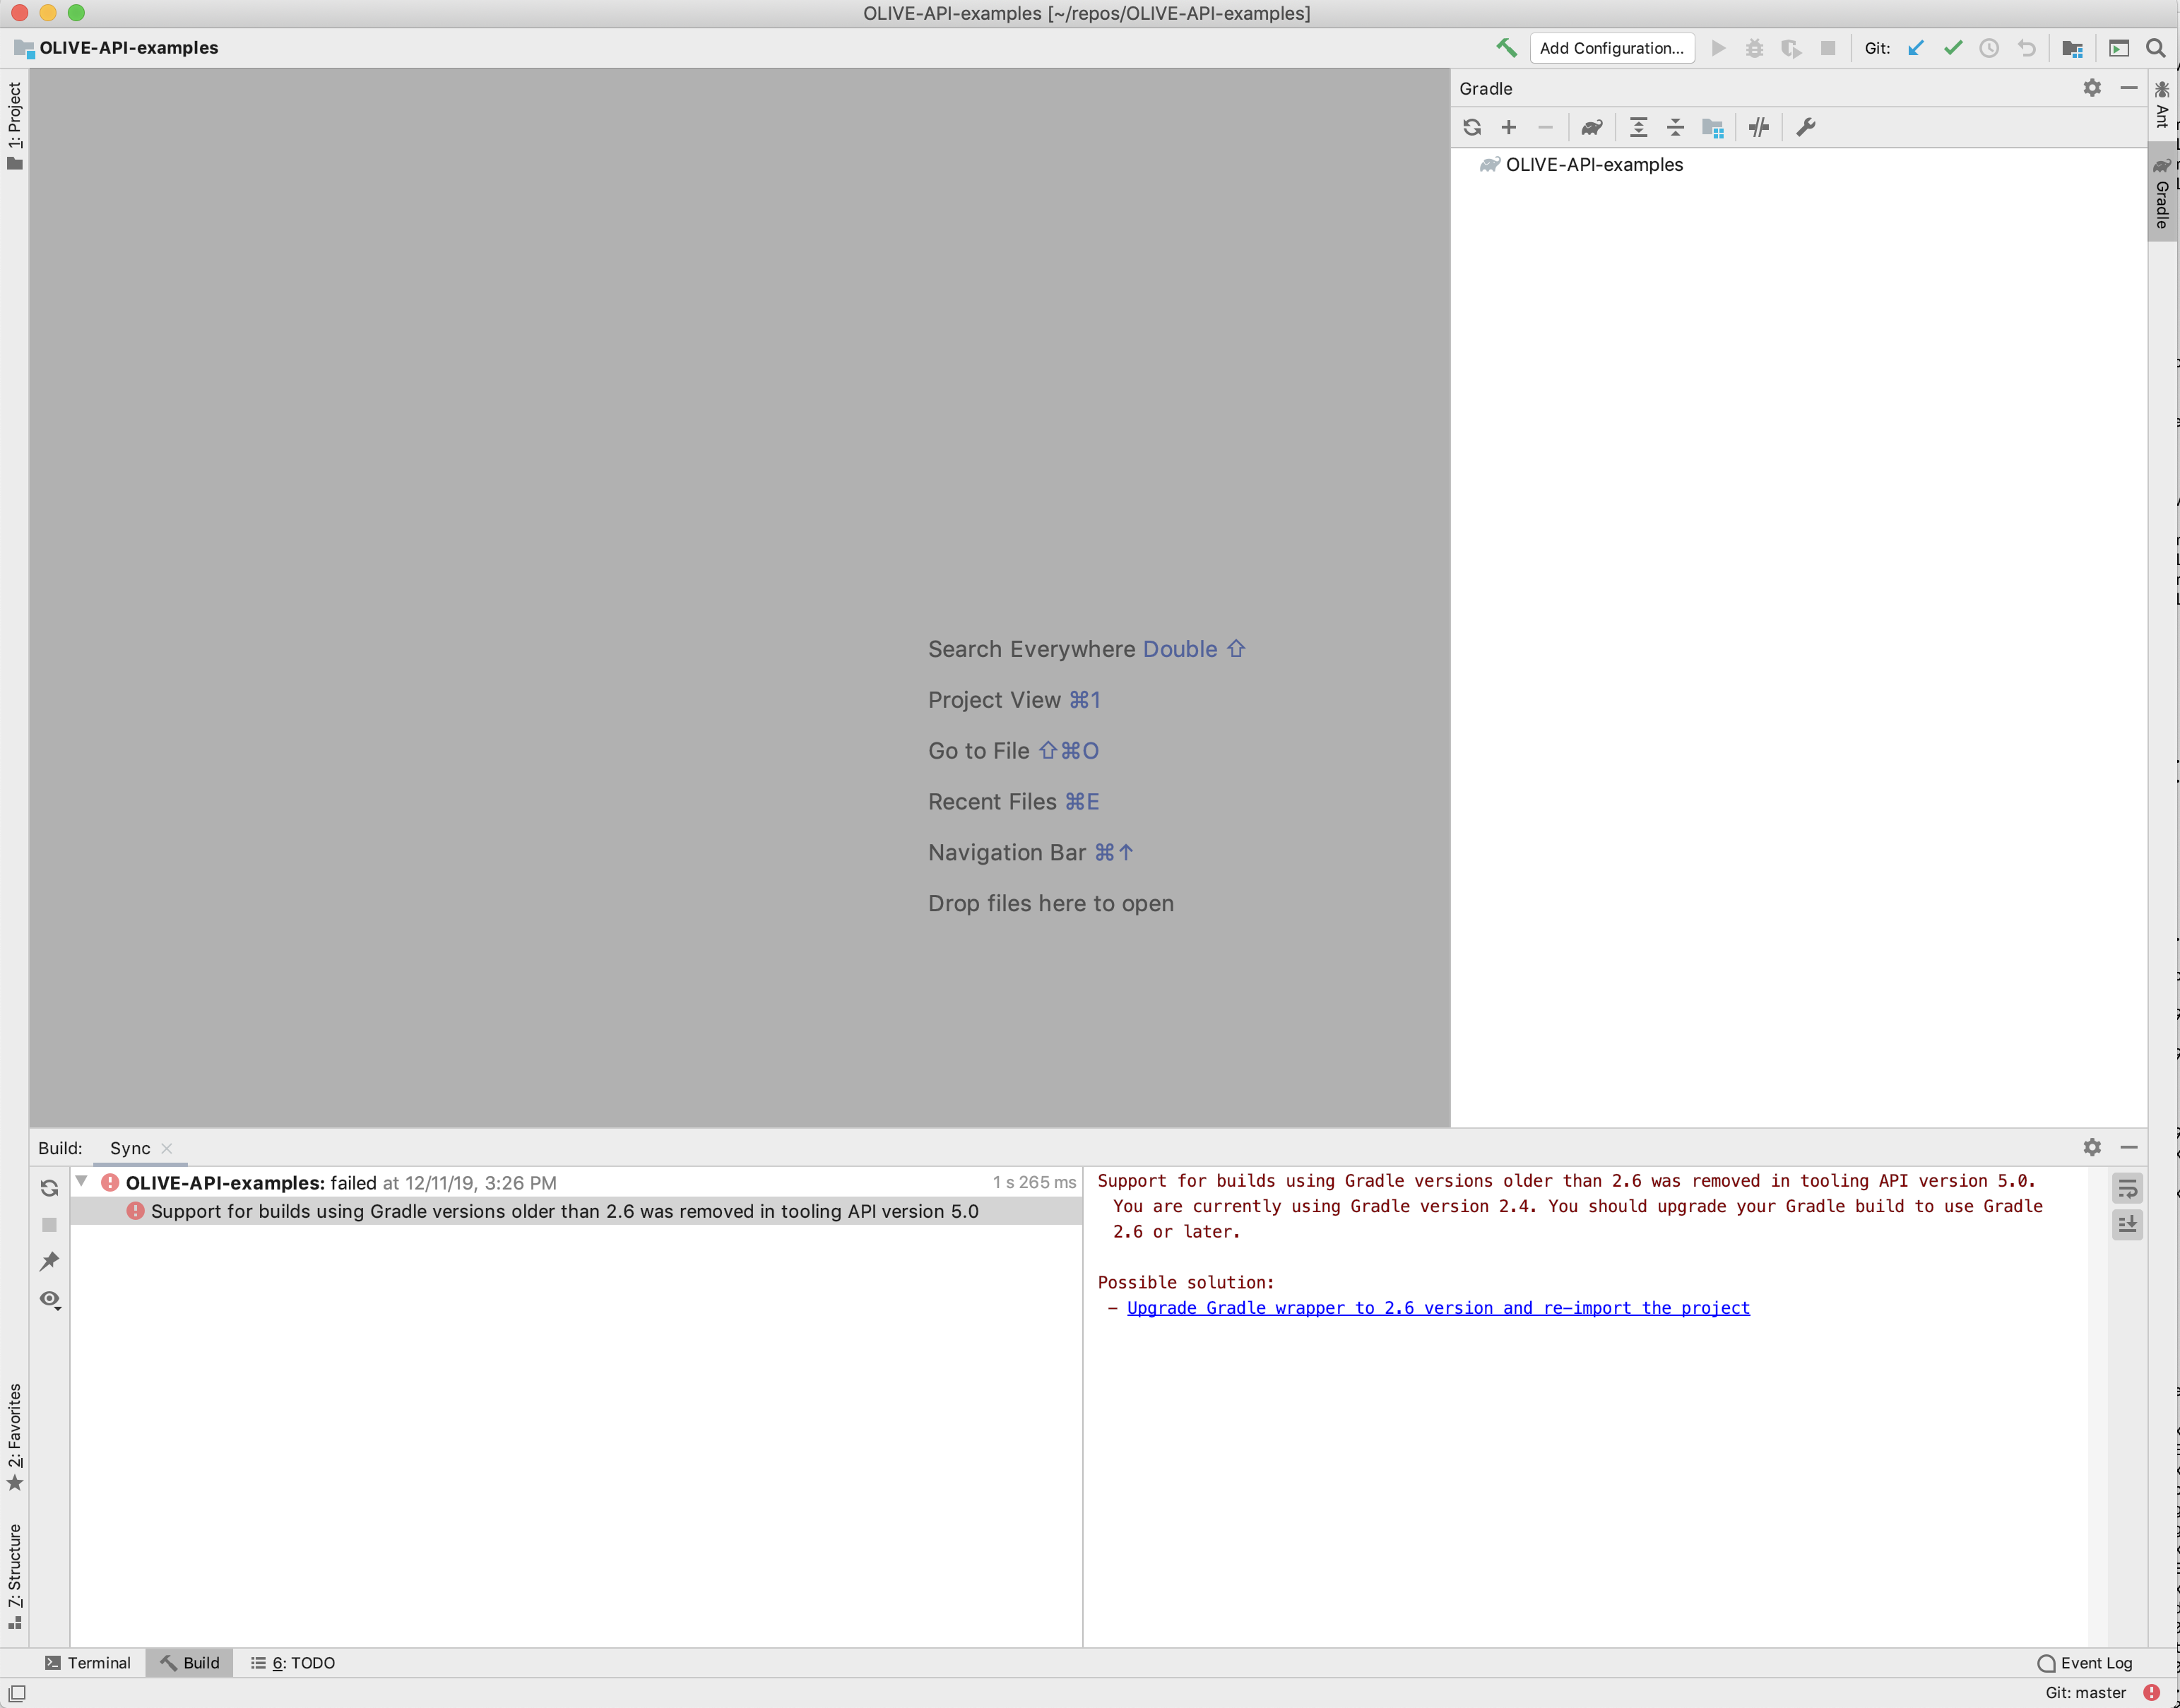 OLIVE-API-examples [~/repos/OLIVE-API-examples]
OLIVE-API-examples
Add Configuration...
Git:
1: Project
Gradle
OLIVE-API-examples
Ant
Gradle
Search Everywhere Double ⇧
Project View ⌘1
Go to File ⇧⌘O
Recent Files ⌘E
Navigation Bar ⌘↑
Drop files here to open
Build:
Sync
OLIVE-API-examples: failed at 12/11/19, 3:26 PM
1 s 265 ms
Support for builds using Gradle versions older than 2.6 was removed in tooling API version 5.0
Support for builds using Gradle versions older than 2.6 was removed in tooling API version 5.0.
You are currently using Gradle version 2.4. You should upgrade your Gradle build to use Gradle
2.6 or later.
Possible solution:
- Upgrade Gradle wrapper to 2.6 version and re-import the project
2: Favorites
7: Structure
Terminal
Build
6: TODO
Event Log
Git: master